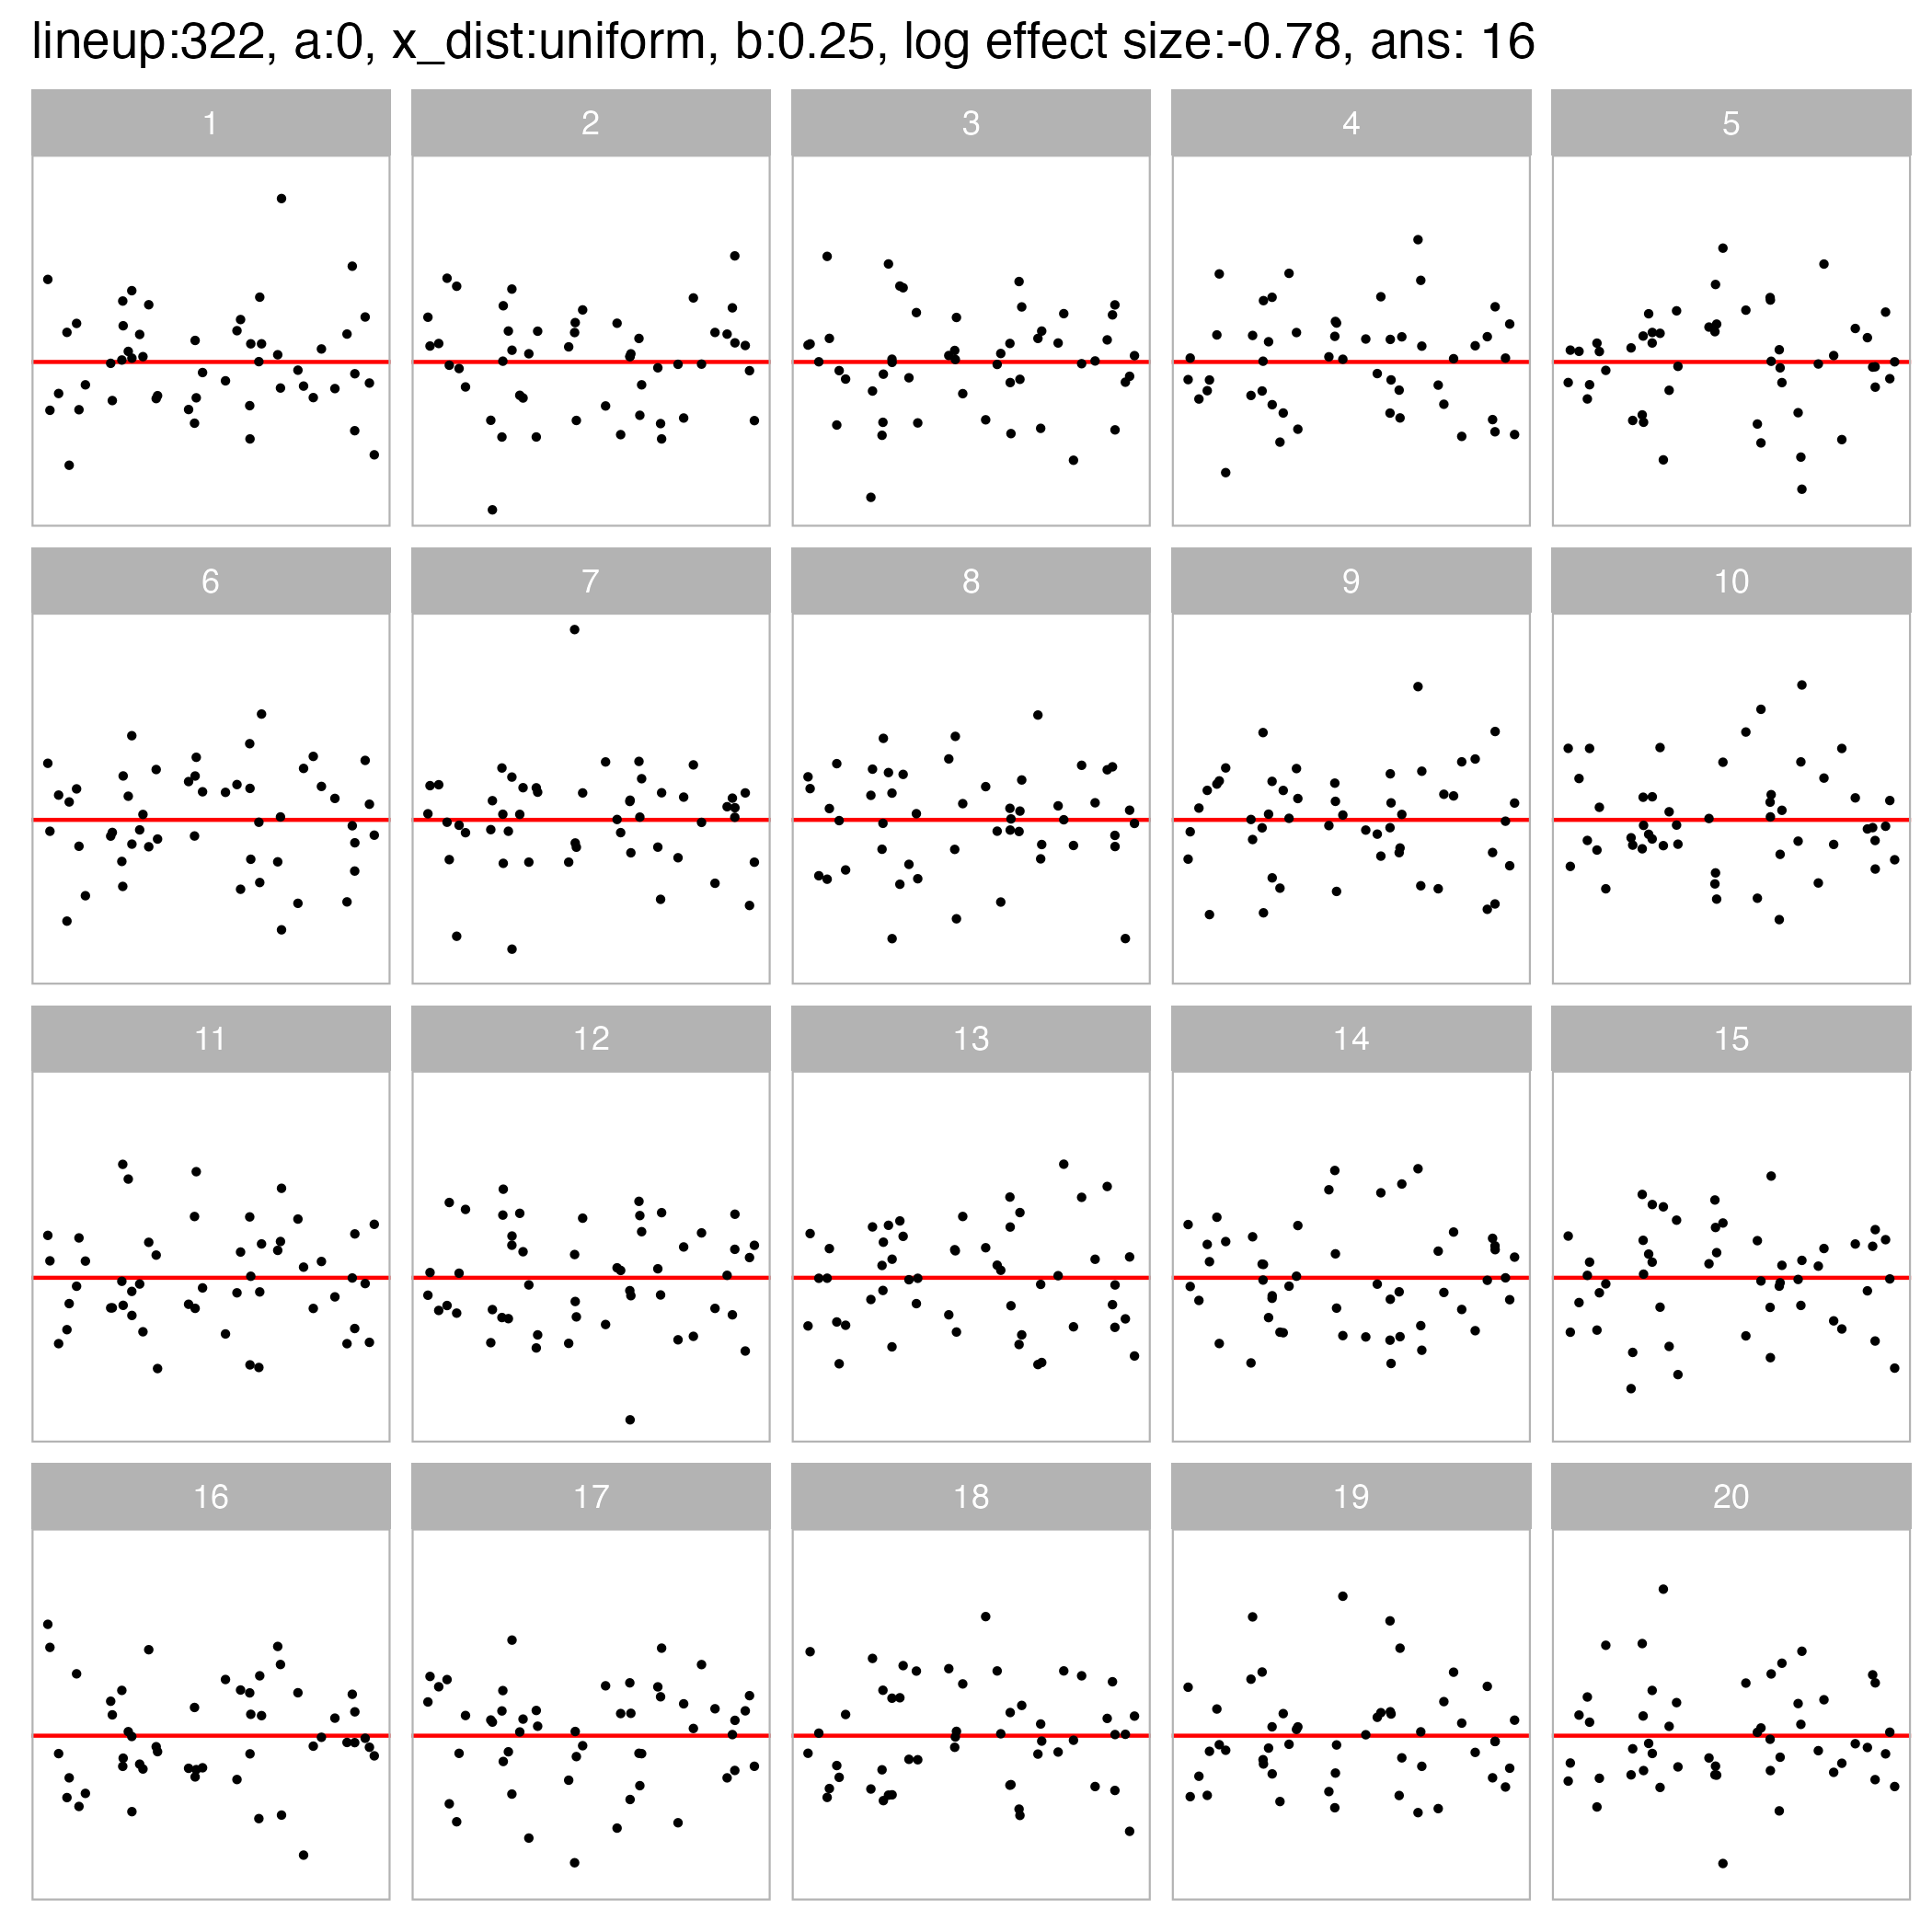 lineup:322, a:0, x_dist:uniform, b:0.25, log effect size:-0.78, ans: 16
1 2 3 4 5
6 7 8 9 10
11 12 13 14 15
16 17 18 19 20